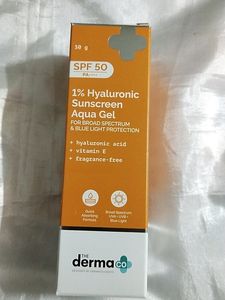 30 g
SPF 50
PA++++
1% Hyaluronic
Sunscreen
Aqua Gel
FOR BROAD SPECTRUM
& BLUE LIGHT PROTECTION
+ hyaluronic acid
+ vitamin E
+ fragrance-free
Quick
Absorbing
Formula
Broad Spectrum
UVA + UVB +
Blue Light
THE
derma co